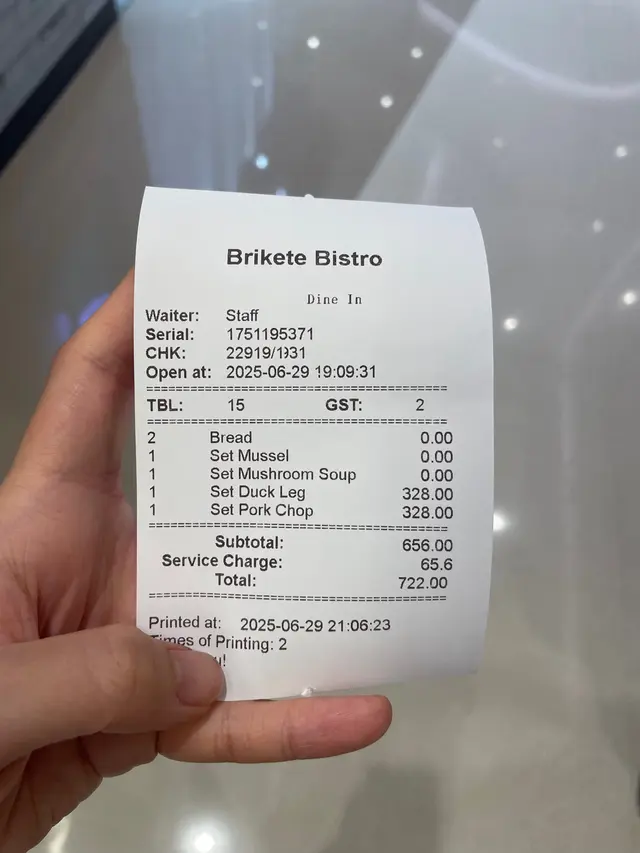 Brikete Bistro
Dine In
Waiter: Staff
Serial: 1751195371
CHK: 22919/1931
Open at: 2025-06-29 19:09:31
==========================================
TBL: 15 GST: 2
==========================================
2 Bread 0.00
1 Set Mussel 0.00
1 Set Mushroom Soup 0.00
1 Set Duck Leg 328.00
1 Set Pork Chop 328.00
==========================================
Subtotal: 656.00
Service Charge: 65.6
Total: 722.00
==========================================
Printed at: 2025-06-29 21:06:23
Times of Printing: 2